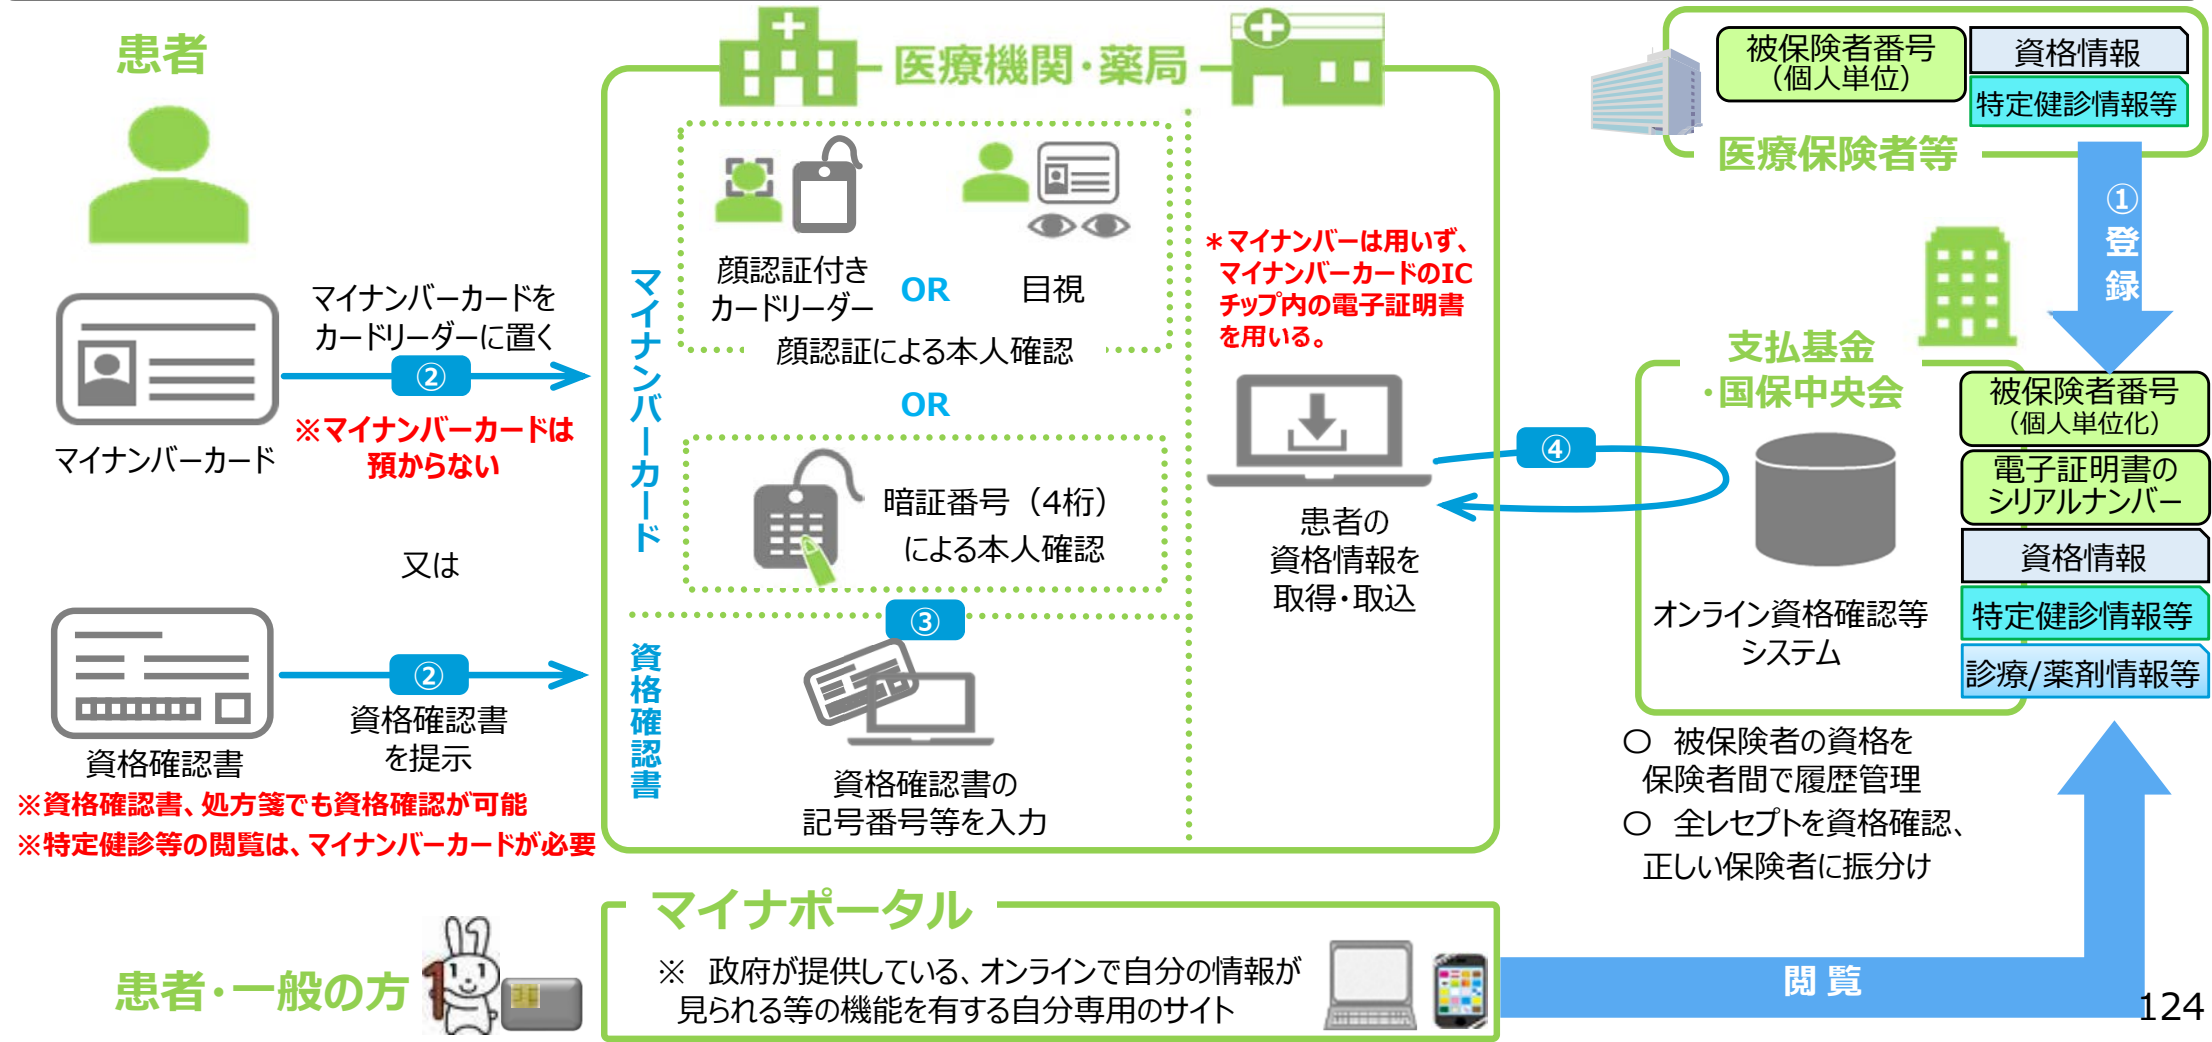 患者
マイナンバーカードを
カードリーダーに置く
②
※マイナンバーカードは
預からない
マイナンバーカード
又は
②
資格確認書
を提示
資格確認書
※資格確認書、処方箋でも資格確認が可能
※特定健診等の閲覧は、マイナンバーカードが必要
医療機関・薬局
マイナンバーカード
顔認証付き
カードリーダー
OR
目視
顔認証による本人確認
OR
暗証番号（4桁）
による本人確認
③
資格確認書
資格確認書の
記号番号等を入力
＊マイナンバーは用いず、
マイナンバーカードのIC
チップ内の電子証明書
を用いる。
患者の
資格情報を
取得・取込
④
被保険者番号
（個人単位）
資格情報
特定健診情報等
医療保険者等
①
登録
支払基金
・国保中央会
被保険者番号
（個人単位化）
電子証明書の
シリアルナンバー
資格情報
特定健診情報等
診療/薬剤情報等
オンライン資格確認等
システム
○ 被保険者の資格を
保険者間で履歴管理
○ 全レセプトを資格確認、
正しい保険者に振分け
患者・一般の方
1
マイナポータル
※ 政府が提供している、オンラインで自分の情報が
見られる等の機能を有する自分専用のサイト
閲覧
124